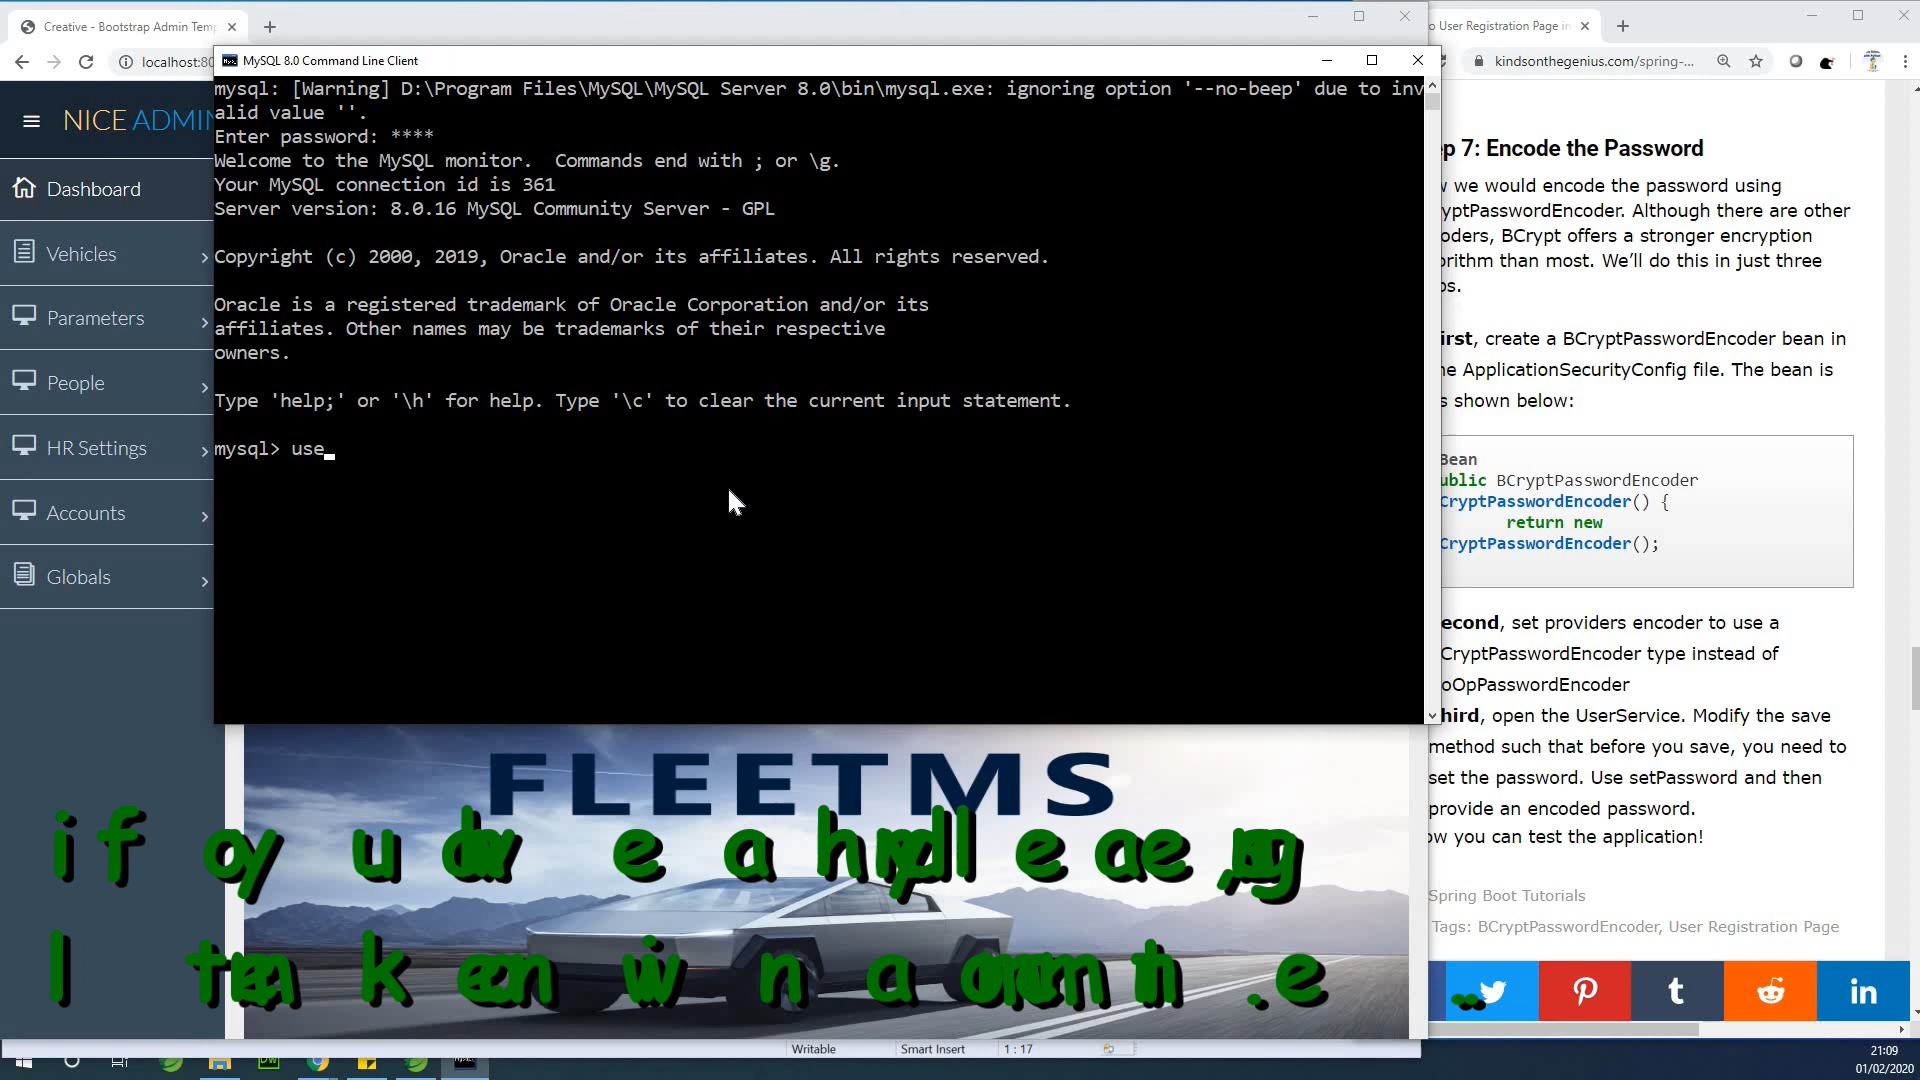 Creative - Bootstrap Admin Temp
localhost:80
NICE ADMIN
Dashboard
Vehicles
Parameters
People
HR Settings
Accounts
Globals
MySQL 8.0 Command Line Client
mysql: [Warning] D:\Program Files\MySQL\MySQL Server 8.0\bin\mysql.exe: ignoring option '--no-beep' due to inv
alid value ''.
Enter password: ****
Welcome to the MySQL monitor.  Commands end with ; or \g.
Your MySQL connection id is 361
Server version: 8.0.16 MySQL Community Server - GPL
Copyright (c) 2000, 2019, Oracle and/or its affiliates. All rights reserved.
Oracle is a registered trademark of Oracle Corporation and/or its
affiliates. Other names may be trademarks of their respective
owners.
Type 'help;' or '\h' for help. Type '\c' to clear the current input statement.
mysql> use
FLEETMS
Writable
Smart Insert
1 : 17
o User Registration Page in
kindsonthegenius.com/spring-...
ep 7: Encode the Password
w we would encode the password using
yptPasswordEncoder. Although there are other
oders, BCrypt offers a stronger encryption
orithm than most. We'll do this in just three
ps.
irst, create a BCryptPasswordEncoder bean in
he ApplicationSecurityConfig file. The bean is
s shown below:
Bean
ublic BCryptPasswordEncoder
CryptPasswordEncoder() {
return new
CryptPasswordEncoder();
econd, set providers encoder to use a
CryptPasswordEncoder type instead of
oOpPasswordEncoder
hird, open the UserService. Modify the save
method such that before you save, you need to
set the password. Use setPassword and then
provide an encoded password.
ow you can test the application!
Spring Boot Tutorials
Tags: BCryptPasswordEncoder, User Registration Page
21:09
01/02/2020